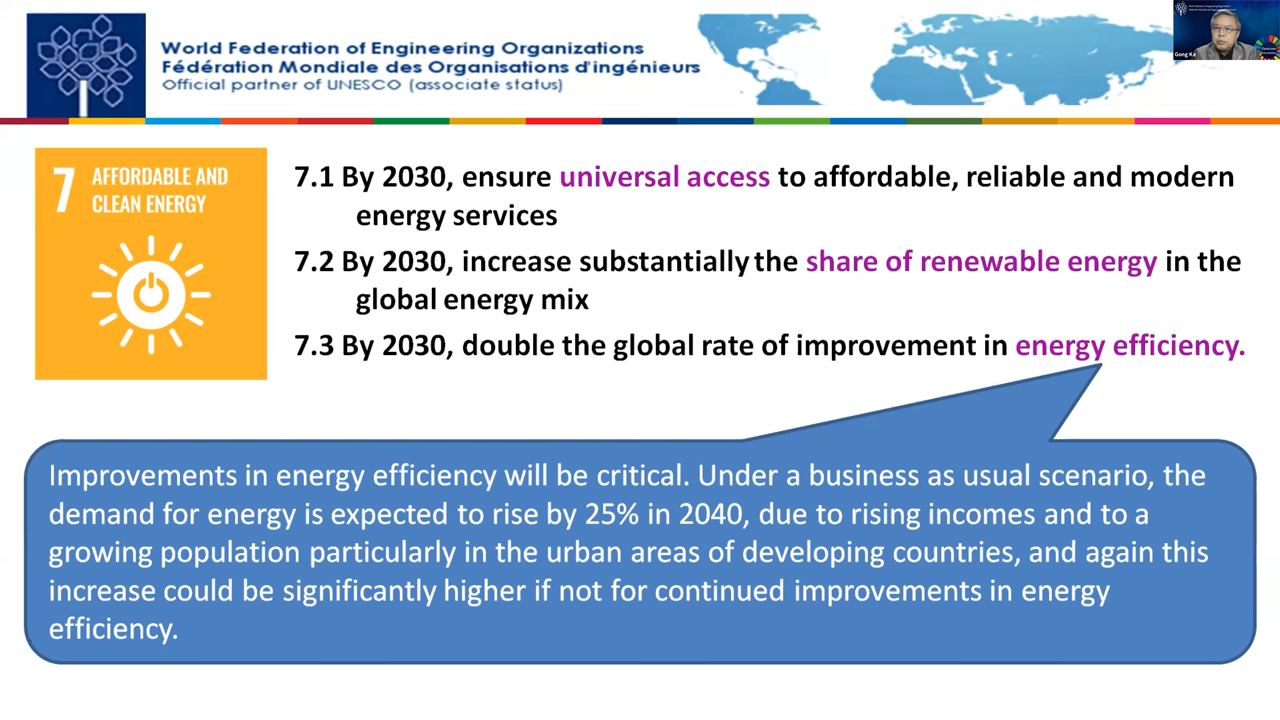 World Federation of Engineering Organizations
Fédération Mondiale des Organisations d'ingénieurs
Official partner of UNESCO (associate status)
Gong Ke
7 AFFORDABLE AND
CLEAN ENERGY
7.1 By 2030, ensure universal access to affordable, reliable and modern
energy services
7.2 By 2030, increase substantially the share of renewable energy in the
global energy mix
7.3 By 2030, double the global rate of improvement in energy efficiency.
Improvements in energy efficiency will be critical. Under a business as usual scenario, the
demand for energy is expected to rise by 25% in 2040, due to rising incomes and to a
growing population particularly in the urban areas of developing countries, and again this
increase could be significantly higher if not for continued improvements in energy
efficiency.